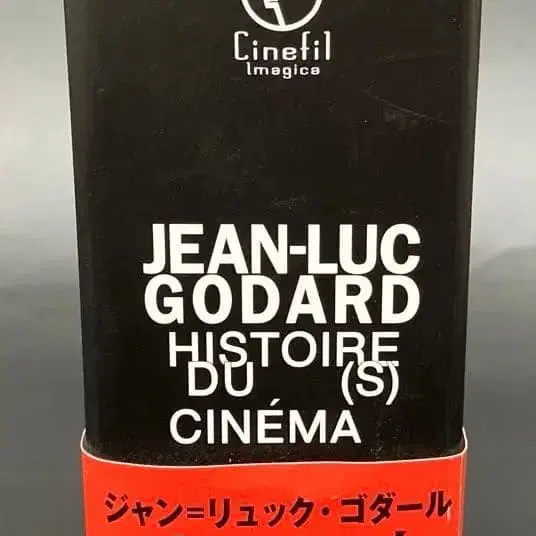 Cinefil
Imagica
JEAN-LUC
GODARD
HISTOIRE
DU (S)
CINÉMA
ジャン=リュック・ゴダール